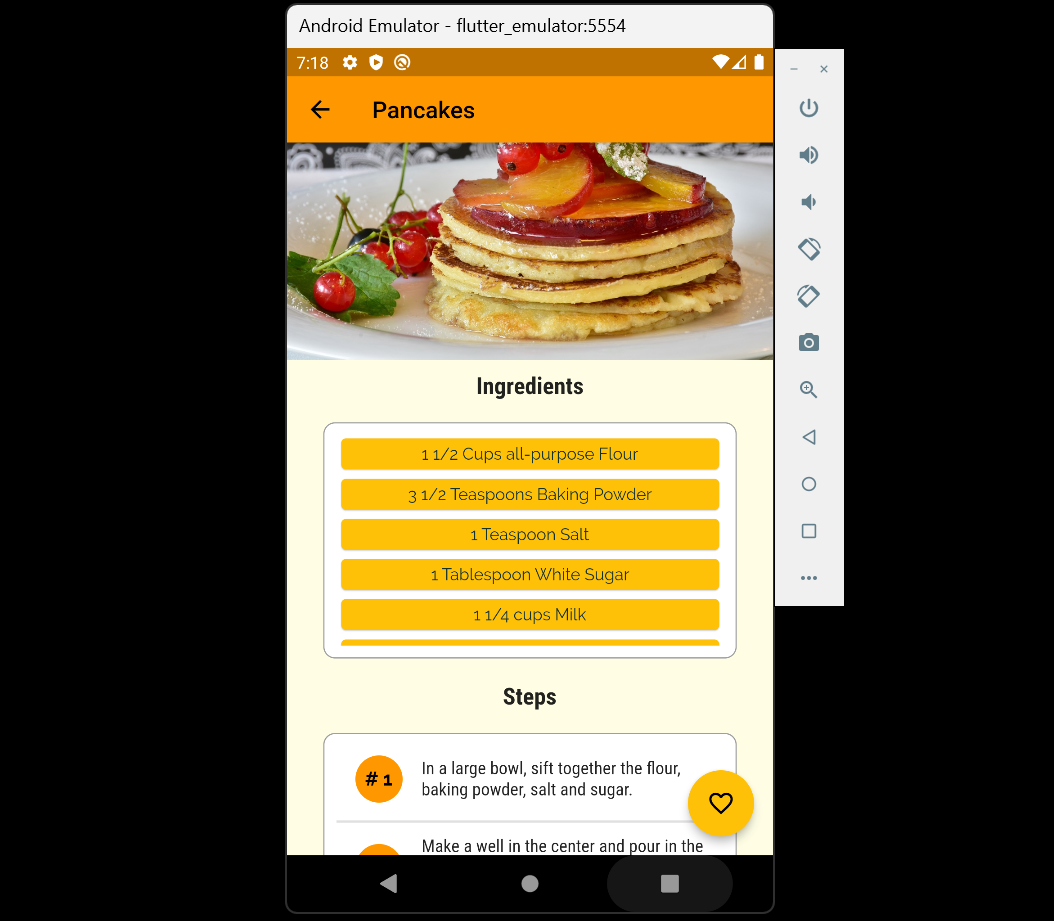 Android Emulator - flutter_emulator:5554
7:18
Pancakes
Ingredients
1 1/2 Cups all-purpose Flour
3 1/2 Teaspoons Baking Powder
1 Teaspoon Salt
1 Tablespoon White Sugar
1 1/4 cups Milk
Steps
# 1
In a large bowl, sift together the flour,
baking powder, salt and sugar.
Make a well in the center and pour in the